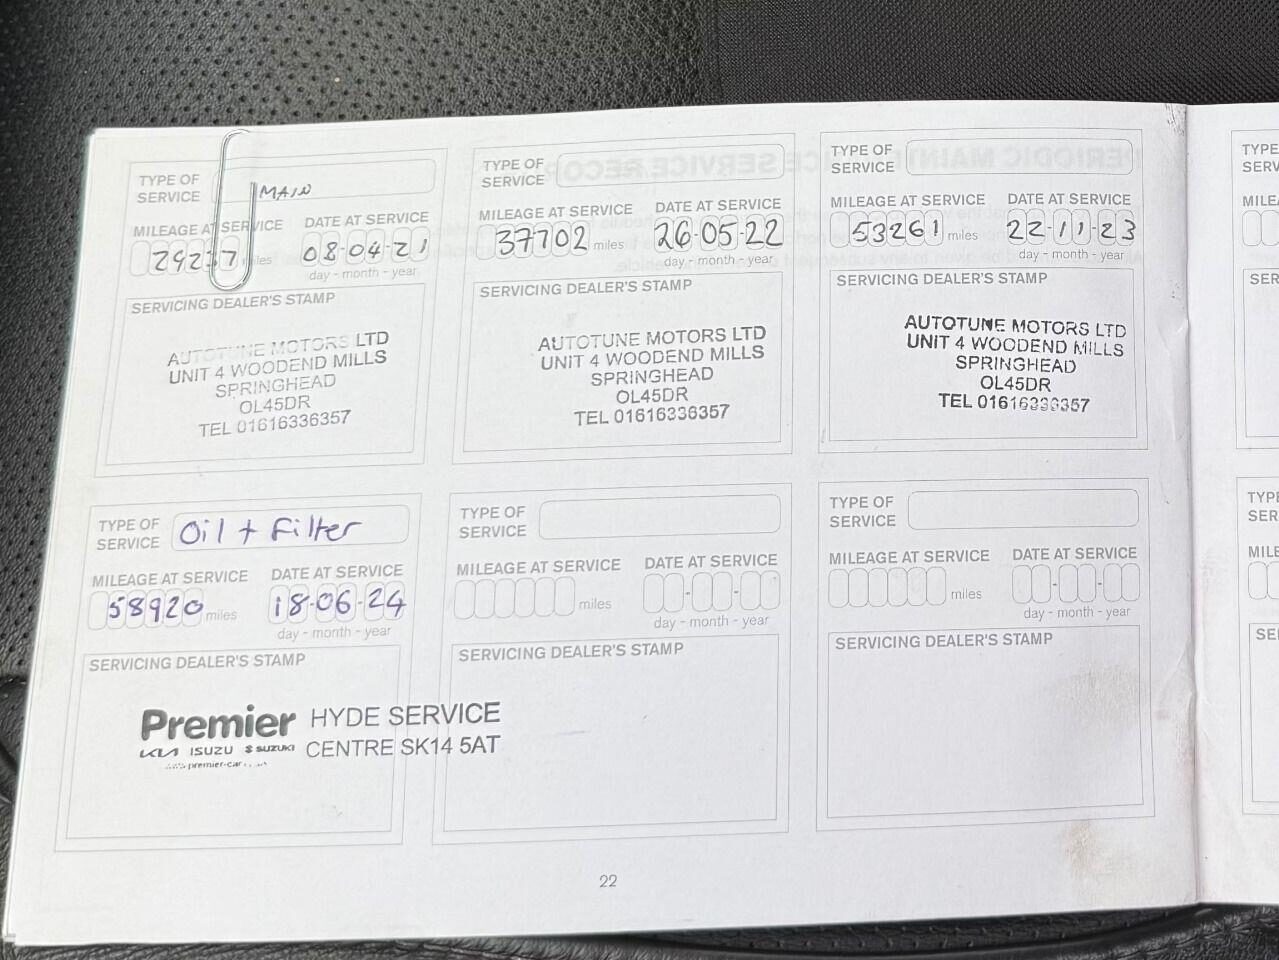 TYPE OF SERVICE MAIN
MILEAGE AT SERVICE DATE AT SERVICE
29237 miles 08-04-21
day - month - year
SERVICING DEALER'S STAMP
AUTOTUNE MOTORS LTD
UNIT 4 WOODEND MILLS
SPRINGHEAD
OL45DR
TEL 01616336357
TYPE OF SERVICE
MILEAGE AT SERVICE DATE AT SERVICE
37702 miles 26-05-22
day - month - year
SERVICING DEALER'S STAMP
AUTOTUNE MOTORS LTD
UNIT 4 WOODEND MILLS
SPRINGHEAD
OL45DR
TEL 01616336357
TYPE OF SERVICE
MILEAGE AT SERVICE DATE AT SERVICE
53261 miles 22-11-23
day - month - year
SERVICING DEALER'S STAMP
AUTOTUNE MOTORS LTD
UNIT 4 WOODEND MILLS
SPRINGHEAD
OL45DR
TEL 01616336357
TYPE OF SERVICE Oil + Filter
MILEAGE AT SERVICE DATE AT SERVICE
58920 miles 18-06-24
day - month - year
SERVICING DEALER'S STAMP
Premier HYDE SERVICE
KIA ISUZU SUZUKI CENTRE SK14 5AT
TYPE OF SERVICE
MILEAGE AT SERVICE DATE AT SERVICE
miles - -
day - month - year
SERVICING DEALER'S STAMP
TYPE OF SERVICE
MILEAGE AT SERVICE DATE AT SERVICE
miles - -
day - month - year
SERVICING DEALER'S STAMP
22